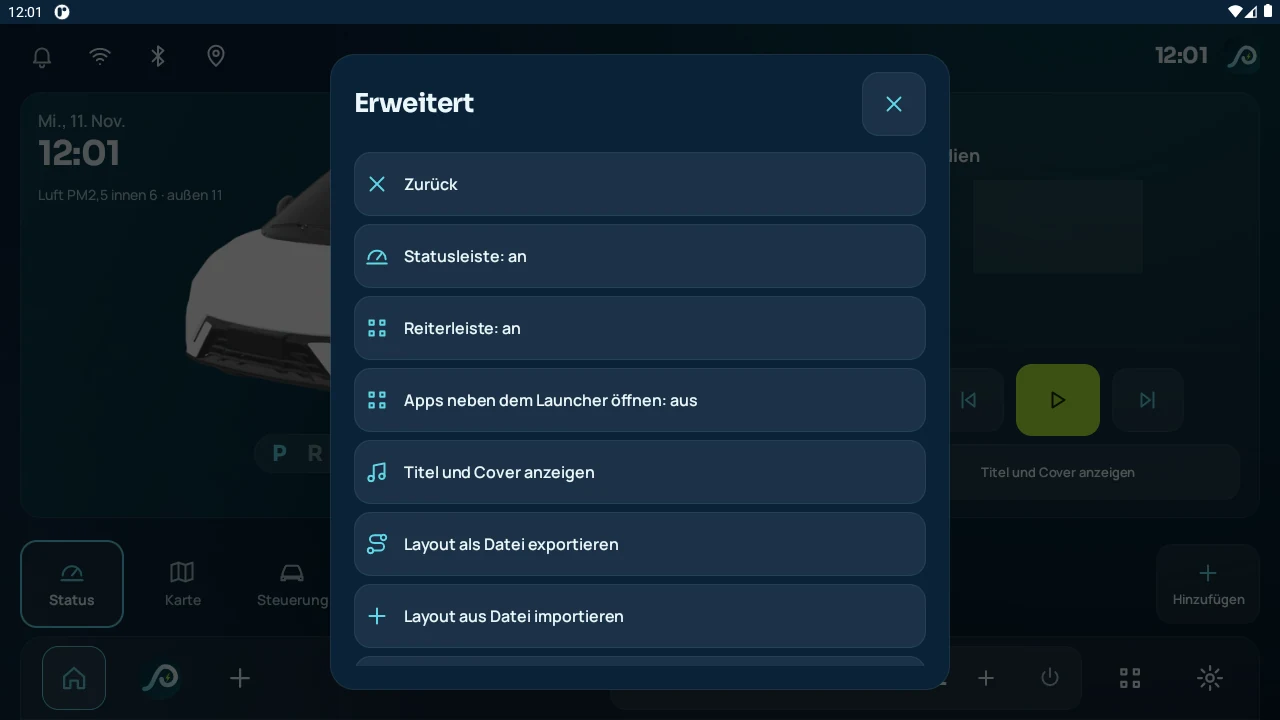 12:01
12:01
Mi., 11. Nov.
12:01
Luft PM2,5 innen 6 · außen 11
P R
Erweitert
Zurück
Statusleiste: an
Reiterleiste: an
Apps neben dem Launcher öffnen: aus
Titel und Cover anzeigen
Layout als Datei exportieren
Layout aus Datei importieren
Titel und Cover anzeigen
Status
Karte
Steuerung
Hinzufügen